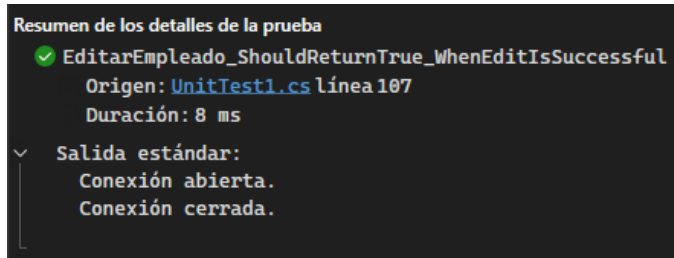 Resumen de los detalles de la prueba
EditarEmpleado_ShouldReturnTrue_WhenEditIsSuccessful
Origen: UnitTest1.cs línea 107
Duración: 8 ms
Salida estándar:
Conexión abierta.
Conexión cerrada.